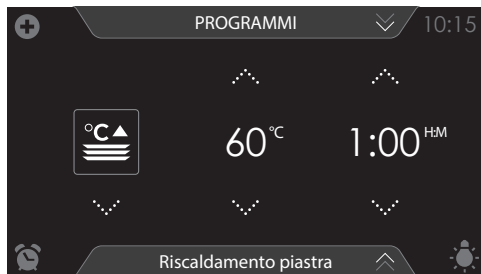 PROGRAMMI
10:15
°C
60 °C
1:00 H:M
Riscaldamento piastra